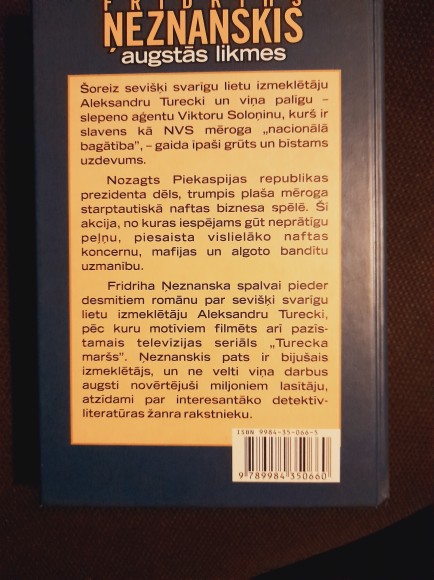 FRIDRIHS
ŅEZNANSKIS
augstās likmes
Šoreiz sevišķi svarīgu lietu izmeklētāju
Aleksandru Turecki un viņa palīgu –
slepeno aģentu Viktoru Soloņinu, kurš ir
slavens kā NVS mēroga „nacionālā
bagātība”, – gaida īpaši grūts un bīstams
uzdevums.
Nozagts Piekaspijas republikas
prezidenta dēls, trumpis plaša mēroga
starptautiskā naftas biznesa spēlē. Šī
akcija, no kuras iespējams gūt neprātīgu
peļņu, piesaista vislielāko naftas
koncernu, mafijas un algoto bandītu
uzmanību.
Fridriha Ņeznanska spalvai pieder
desmitiem romānu par sevišķi svarīgu
lietu izmeklētāju Aleksandru Turecki,
pēc kuru motīviem filmēts arī pazīs-
tamais televīzijas seriāls „Turecka
maršs”. Ņeznanskis pats ir bijušais
izmeklētājs, un ne velti viņa darbus
augsti novērtējuši miljoniem lasītāju,
atzīdami par interesantāko detektīv-
literatūras žanra rakstnieku.
ISBN 9984-35-066-5
9 789984 350660